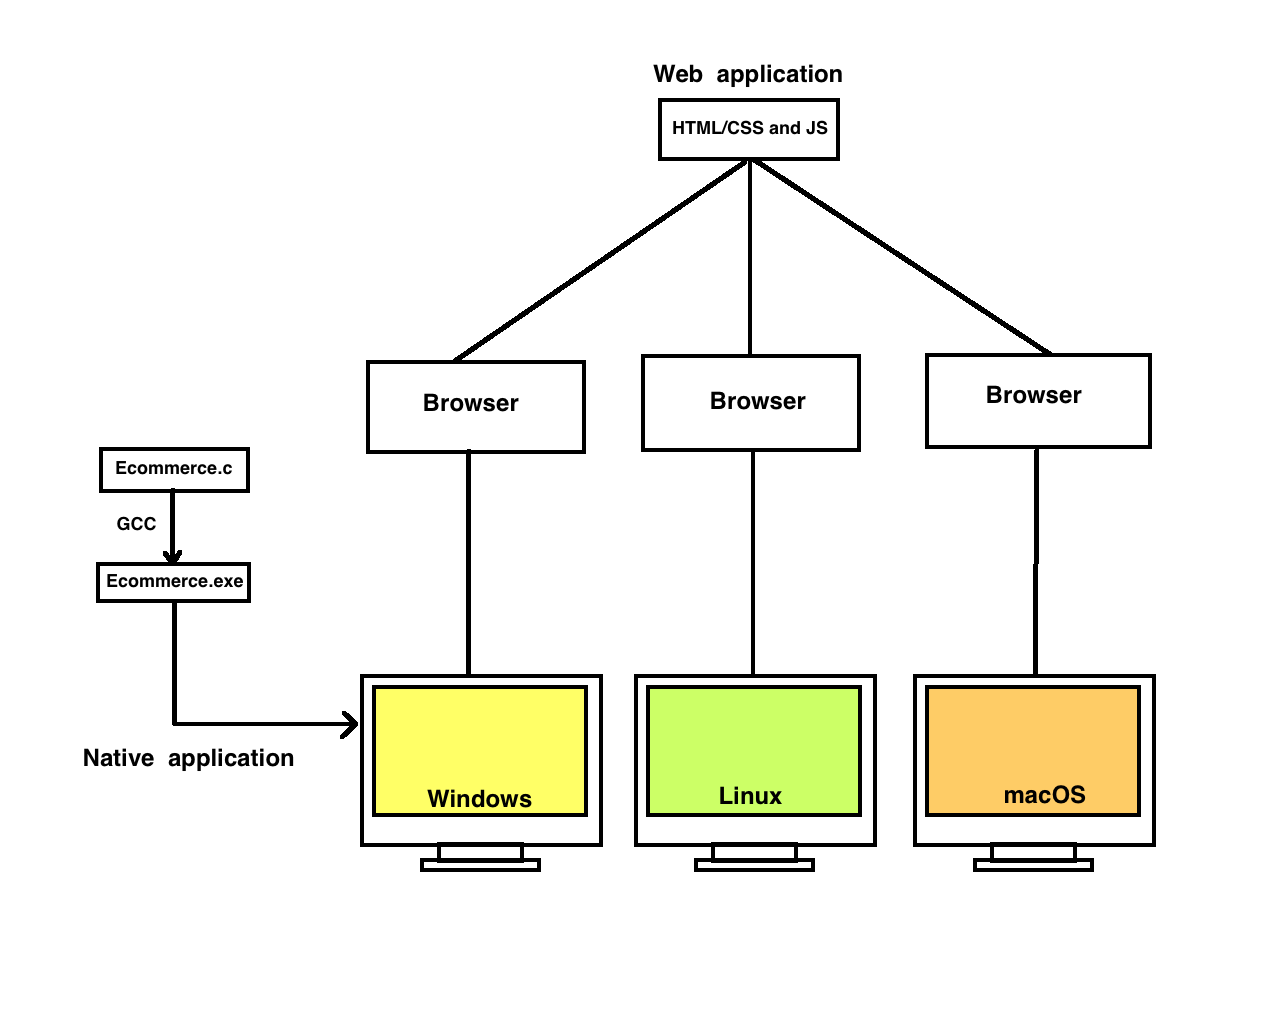 Web application
HTML/CSS and JS
Browser
Browser
Browser
Ecommerce.c
GCC
Ecommerce.exe
Native application
Windows
Linux
macOS